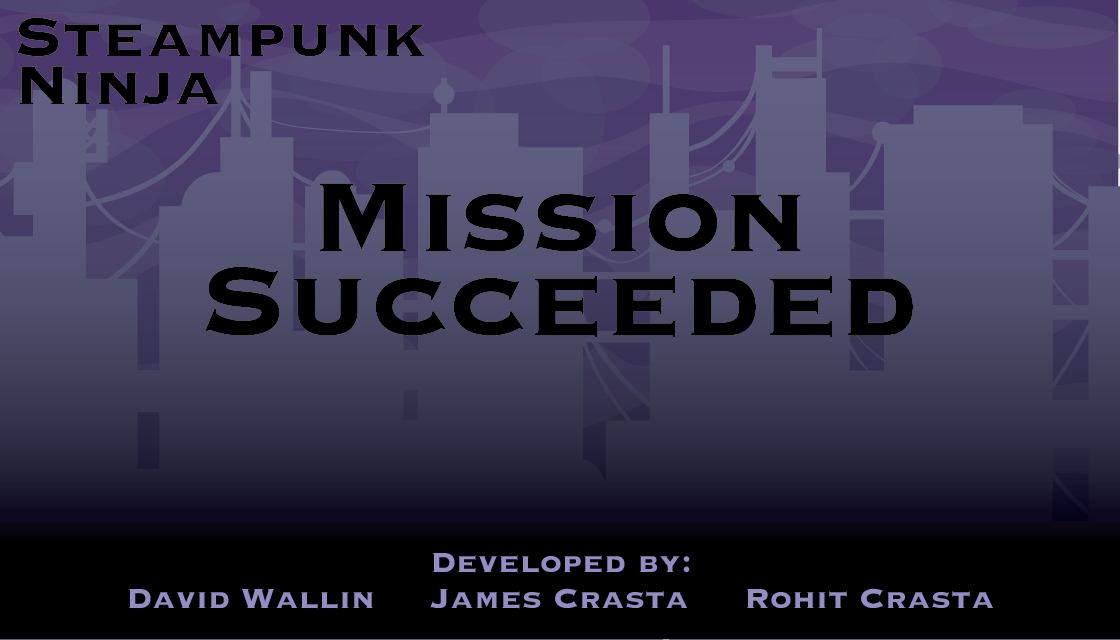 Steampunk
Ninja
Mission
Succeeded
Developed by:
David Wallin James Crasta Rohit Crasta